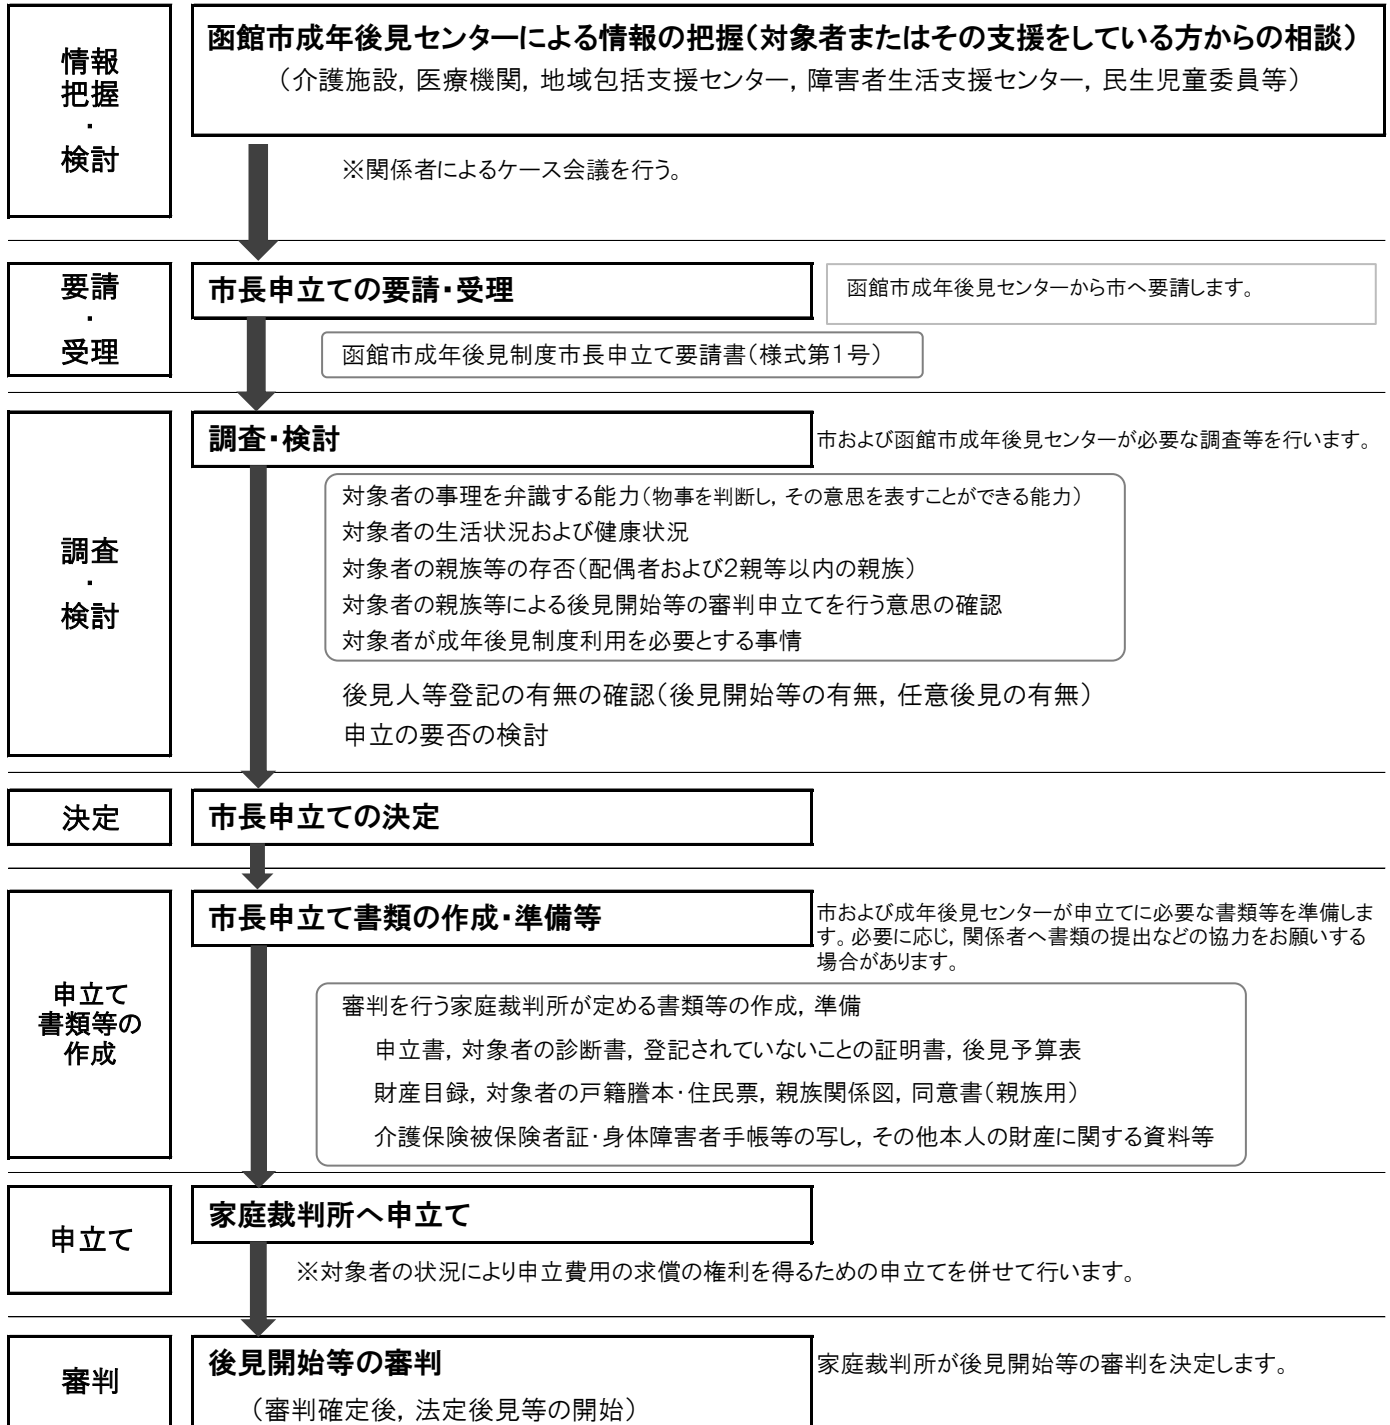 情報
把握
・
検討
函館市成年後見センターによる情報の把握（対象者またはその支援をしている方からの相談）
（介護施設，医療機関，地域包括支援センター，障害者生活支援センター，民生児童委員等）
※関係者によるケース会議を行う。
要請
・
受理
市長申立ての要請・受理
函館市成年後見センターから市へ要請します。
函館市成年後見制度市長申立て要請書（様式第１号）
調査
・
検討
調査・検討
市および函館市成年後見センターが必要な調査等を行います。
対象者の事理を弁識する能力（物事を判断し，その意思を表すことができる能力）
対象者の生活状況および健康状況
対象者の親族等の存否（配偶者および２親等以内の親族）
対象者の親族等による後見開始等の審判申立てを行う意思の確認
対象者が成年後見制度利用を必要とする事情
後見人等登記の有無の確認（後見開始等の有無，任意後見の有無）
申立の要否の検討
決定
市長申立ての決定
申立て
書類等の
作成
市長申立て書類の作成・準備等
市および成年後見センターが申立てに必要な書類等を準備しま
す。必要に応じ，関係者へ書類の提出などの協力をお願いする
場合があります。
審判を行う家庭裁判所が定める書類等の作成，準備
申立書，対象者の診断書，登記されていないことの証明書，後見予算表
財産目録，対象者の戸籍謄本・住民票，親族関係図，同意書（親族用）
介護保険被保険者証・身体障害者手帳等の写し，その他本人の財産に関する資料等
申立て
家庭裁判所へ申立て
※対象者の状況により申立費用の求償の権利を得るための申立てを併せて行います。
審判
後見開始等の審判
家庭裁判所が後見開始等の審判を決定します。
（審判確定後，法定後見等の開始）